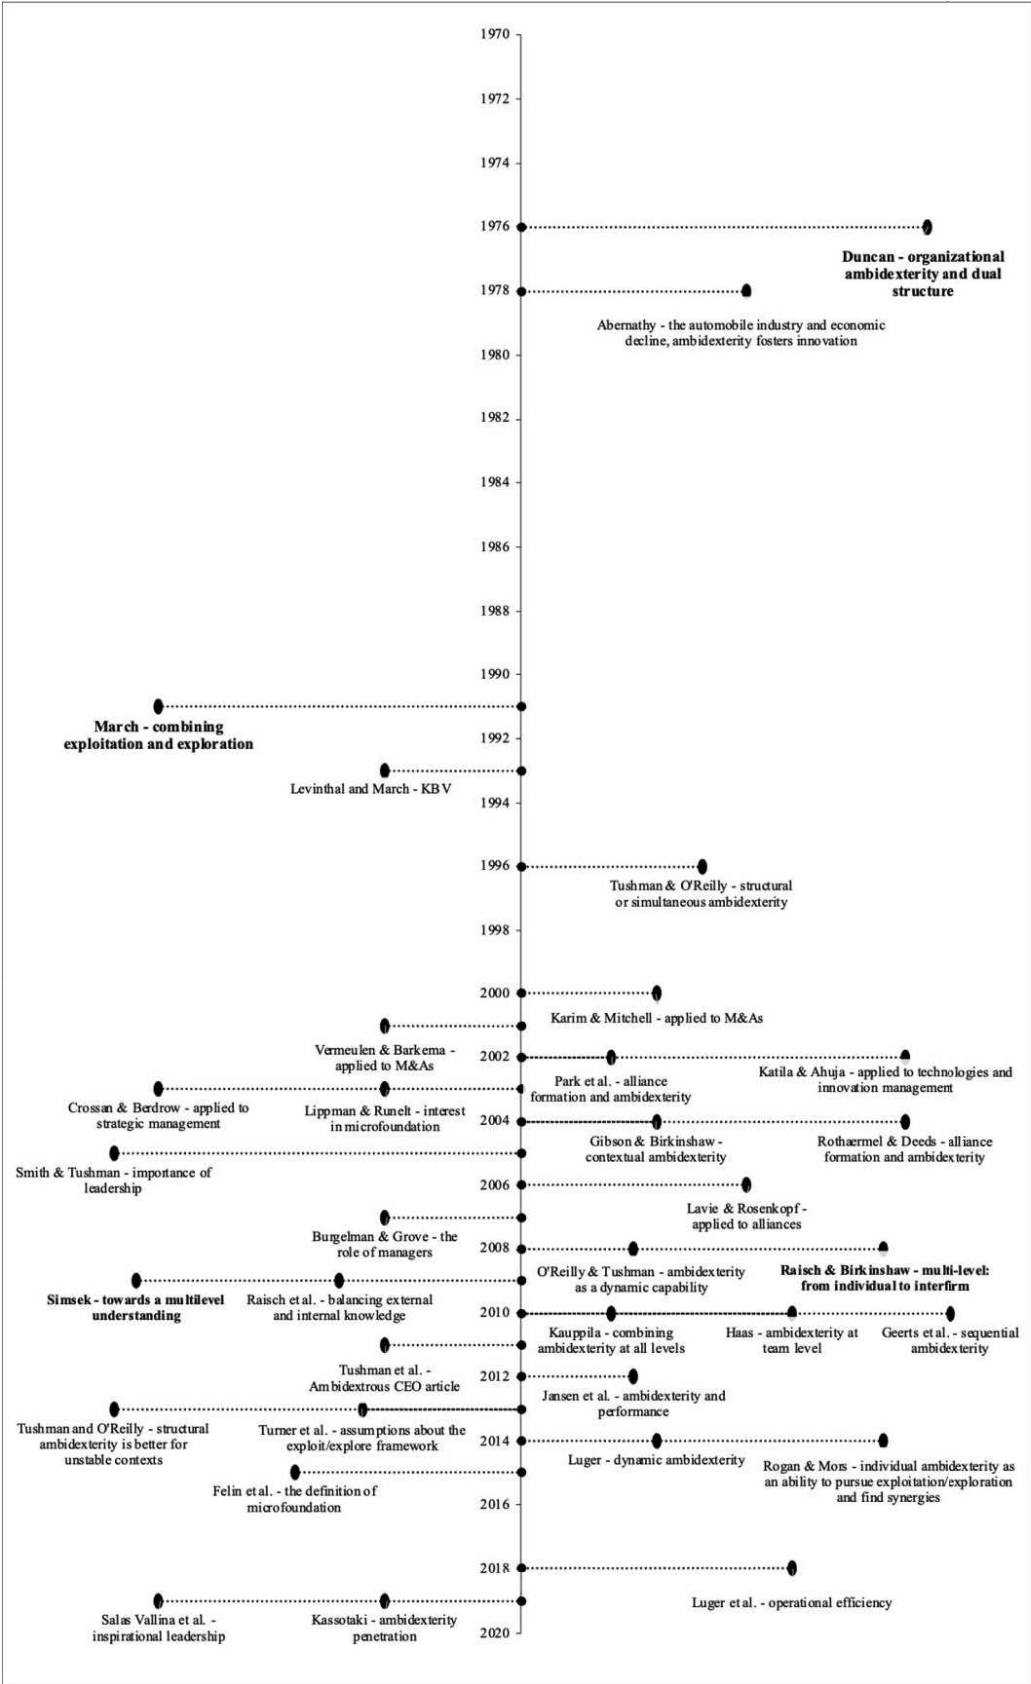 1970
1972
1974
1976
Duncan - organizational
ambidexterity and dual
structure
1978
Abernathy - the automobile industry and economic
decline, ambidexterity fosters innovation
1980
1982
1984
1986
1988
1990
March - combining
exploitation and exploration
1992
Levinthal and March - KBV
1994
1996
Tushman & O'Reilly - structural
or simultaneous ambidexterity
1998
2000
Karim & Mitchell - applied to M&As
Vermeulen & Barkema -
applied to M&As
2002
Park et al. - alliance
formation and ambidexterity
Katila & Ahuja - applied to technologies and
innovation management
Crossan & Berdrow - applied to
strategic management
Lippman & Runelt - interest
in microfoundation
2004
Gibson & Birkinshaw -
contextual ambidexterity
Rothaermel & Deeds - alliance
formation and ambidexterity
Smith & Tushman - importance of
leadership
2006
Lavie & Rosenkopf -
applied to alliances
Burgelman & Grove - the
role of managers
2008
O'Reilly & Tushman - ambidexterity
as a dynamic capability
Raisch & Birkinshaw - multi-level:
from individual to interfirm
Simsek - towards a multilevel
understanding
Raisch et al. - balancing external
and internal knowledge
2010
Kauppila - combining
ambidexterity at all levels
Haas - ambidexterity at
team level
Geerts et al. - sequential
ambidexterity
Tushman et al. -
Ambidextrous CEO article
2012
Jansen et al. - ambidexterity and
performance
Tushman and O'Reilly - structural
ambidexterity is better for
unstable contexts
Turner et al. - assumptions about the
exploit/explore framework
2014
Luger - dynamic ambidexterity
Rogan & Mors - individual ambidexterity as
an ability to pursue exploitation/exploration
and find synergies
Felin et al. - the definition of
microfoundation
2016
2018
Luger et al. - operational efficiency
Salas Vallina et al. -
inspirational leadership
Kassotaki - ambidexterity
penetration
2020